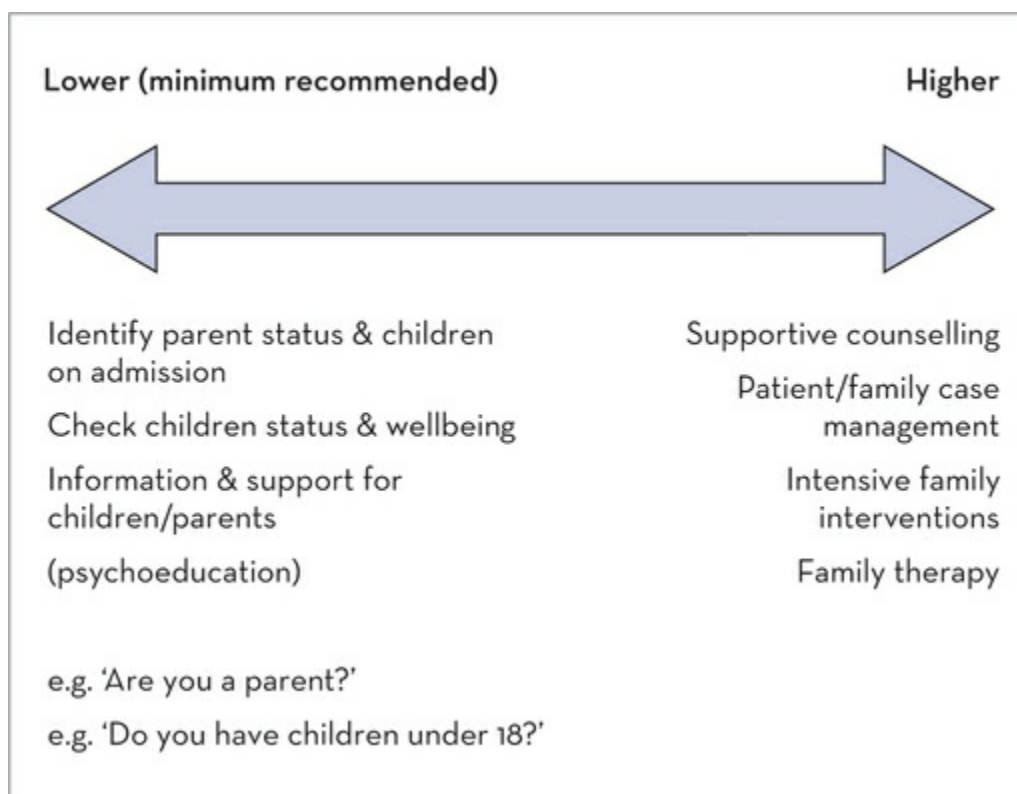 Lower (minimum recommended)
Higher
Identify parent status & children
on admission
Check children status & wellbeing
Information & support for
children/parents
(psychoeducation)
e.g. ‘Are you a parent?’
e.g. ‘Do you have children under 18?’
Supportive counselling
Patient/family case
management
Intensive family
interventions
Family therapy